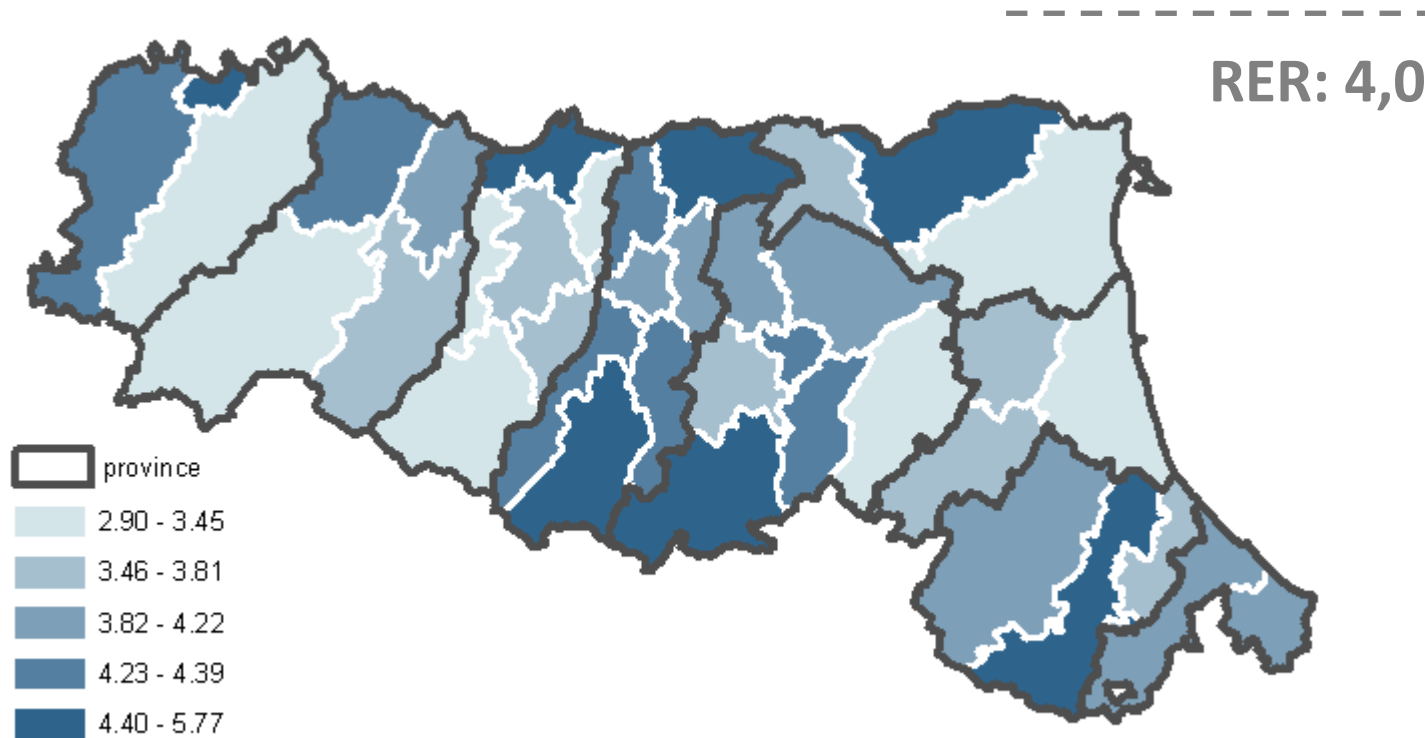 RER: 4,0
province
2.90 - 3.45
3.46 - 3.81
3.82 - 4.22
4.23 - 4.39
4.40 - 5.77